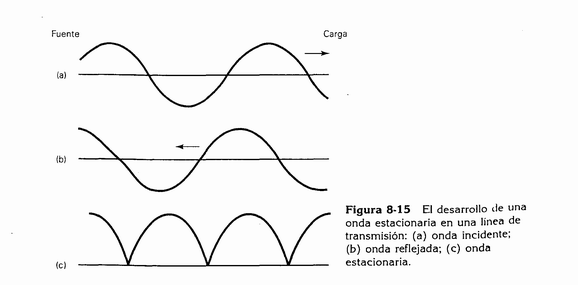 Fuente
Carga
(a)
(b)
(c)
Figura 8-15 El desarrollo de una
onda estacionaria en una línea de
transmisión: (a) onda incidente;
(b) onda reflejada; (c) onda
estacionaria.